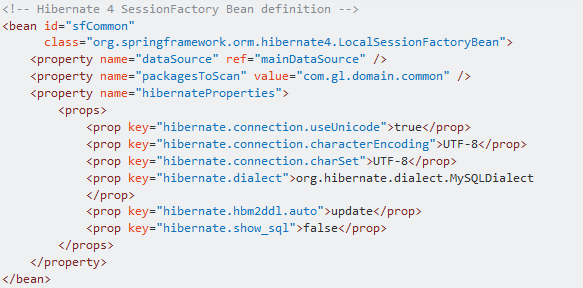 <!-- Hibernate 4 SessionFactory Bean definition -->
<bean id="sfCommon"
      class="org.springframework.orm.hibernate4.LocalSessionFactoryBean">
    <property name="dataSource" ref="mainDataSource" />
    <property name="packagesToScan" value="com.gl.domain.common" />
    <property name="hibernateProperties">
        <props>
            <prop key="hibernate.connection.useUnicode">true</prop>
            <prop key="hibernate.connection.characterEncoding">UTF-8</prop>
            <prop key="hibernate.connection.charSet">UTF-8</prop>
            <prop key="hibernate.dialect">org.hibernate.dialect.MySQLDialect
            </prop>
            <prop key="hibernate.hbm2ddl.auto">update</prop>
            <prop key="hibernate.show_sql">false</prop>
        </props>
    </property>
</bean>